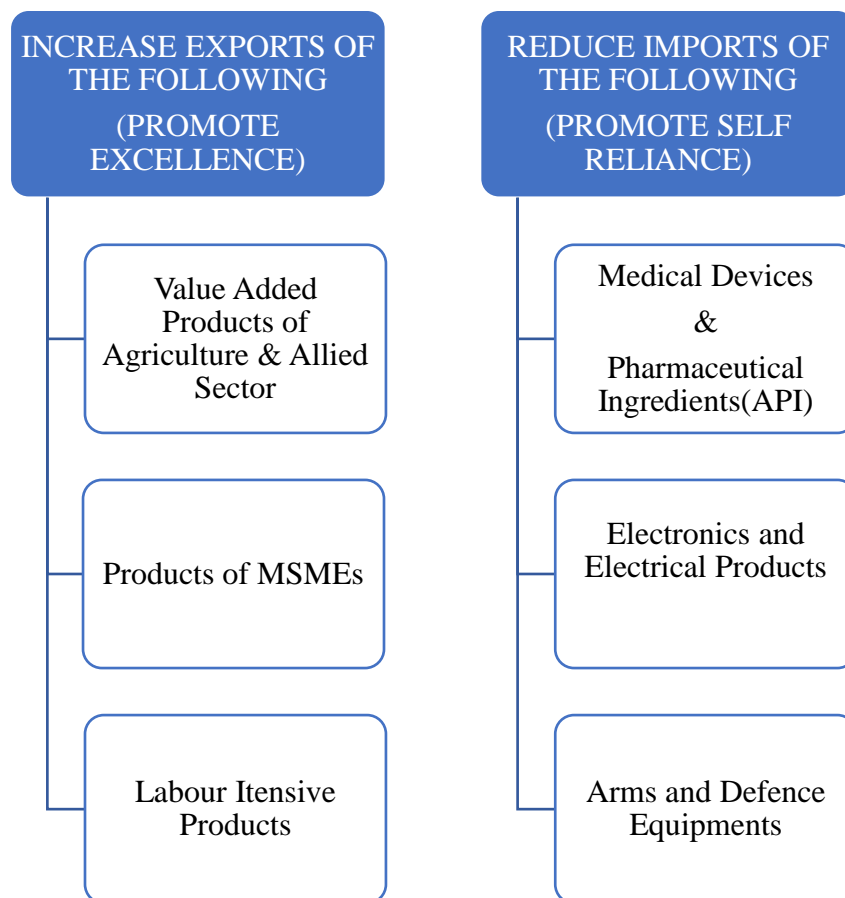 INCREASE EXPORTS OF
THE FOLLOWING
(PROMOTE
EXCELLENCE)
Value Added
Products of
Agriculture & Allied
Sector
Products of MSMEs
Labour Itensive
Products
REDUCE IMPORTS OF
THE FOLLOWING
(PROMOTE SELF
RELIANCE)
Medical Devices
&
Pharmaceutical
Ingredients(API)
Electronics and
Electrical Products
Arms and Defence
Equipments